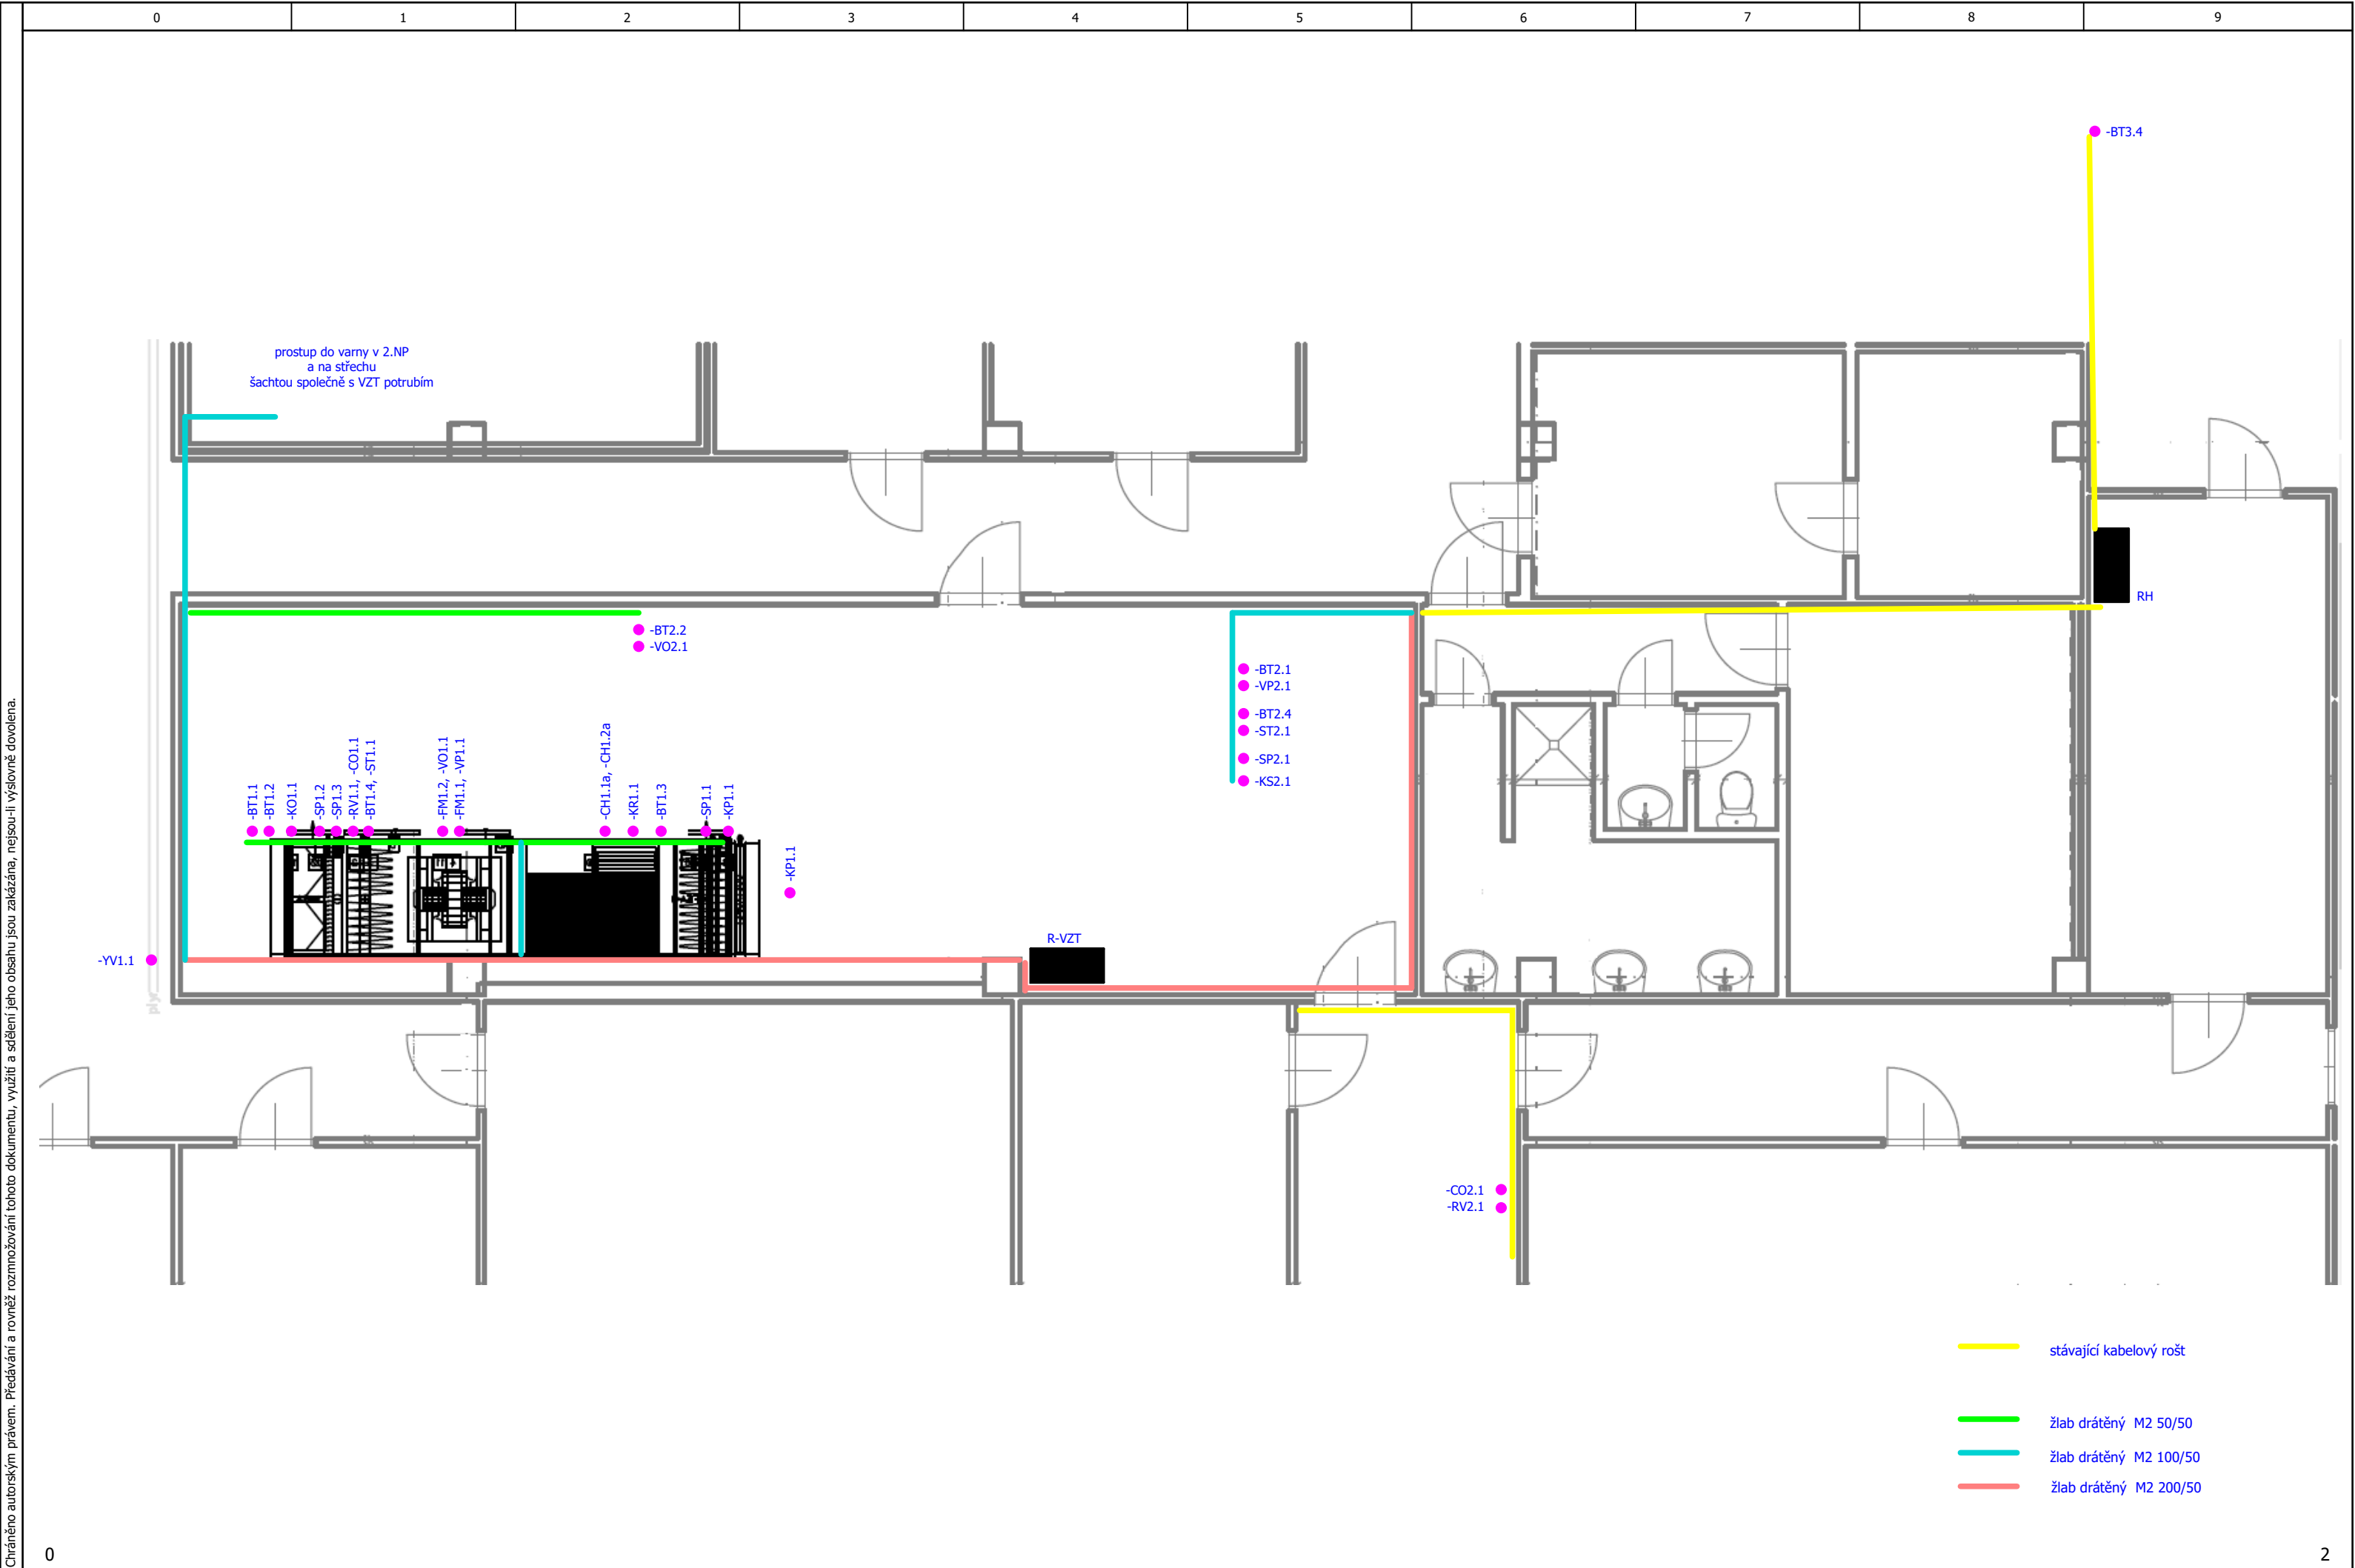 0 1 2 3 4 5 6 7 8 9
-BT3.4
prostup do varny v 2.NP
a na střechu
šachtou společně s VZT potrubím
RH
-BT2.2
-VO2.1
-BT2.1
-VP2.1
-BT2.4
-ST2.1
-SP2.1
-KS2.1
-BT1.1
-BT1.2
-KO1.1
-SP1.2
-SP1.3
-RV1.1, -CO1.1
-BT1.4, -ST1.1
-FM1.2, -VO1.1
-FM1.1, -VP1.1
-CH1.1a, -CH1.2a
-KR1.1
-BT1.3
-SP1.1
-KP1.1
-KP1.1
R-VZT
-YV1.1
ply
-CO2.1
-RV2.1
stávající kabelový rošt
žlab drátěný M2 50/50
žlab drátěný M2 100/50
žlab drátěný M2 200/50
Chráněno autorským právem. Předávání a rovněž rozmnožování tohoto dokumentu, využití a sdělení jeho obsahu jsou zakázána, nejsou-li výslovně dovolena.
0
2